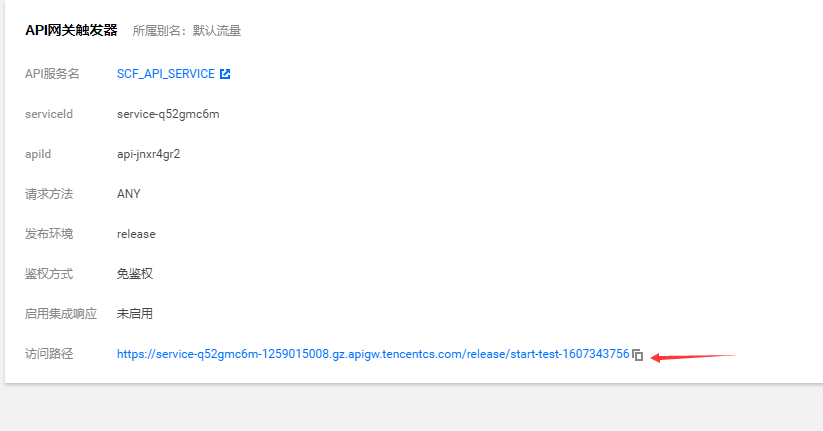 API网关触发器 所属别名：默认流量
API服务名 SCF_API_SERVICE
serviceId service-q52gmc6m
apiId api-jnxr4gr2
请求方法 ANY
发布环境 release
鉴权方式 免鉴权
启用集成响应 未启用
访问路径 https://service-q52gmc6m-1259015008.gz.apigw.tencentcs.com/release/start-test-1607343756